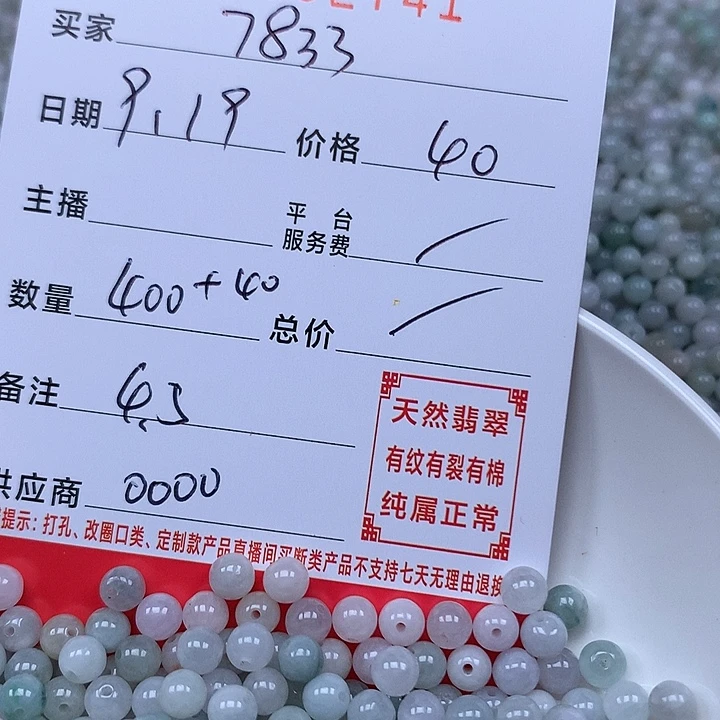 买家 7833
日期 9.19 价格 40
主播 平台服务费 /
数量 400+40 总价 /
备注 4.5
供应商 0000
天然翡翠
有纹有裂有棉
纯属正常
提示：打孔、改圈口类、定制款产品直播间买断类产品不支持七天无理由退换